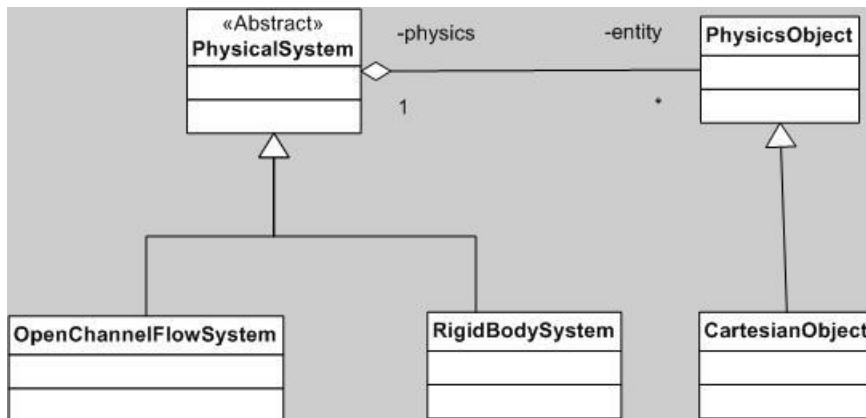 «Abstract»
PhysicalSystem
-physics
-entity
PhysicsObject
1
*
OpenChannelFlowSystem
RigidBodySystem
CartesianObject